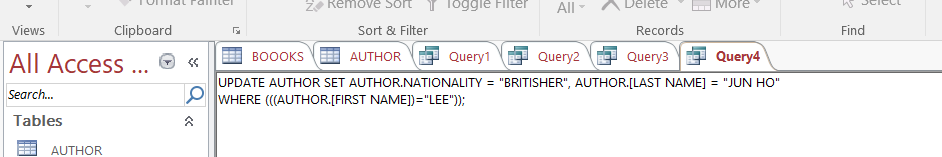 Format Painter
Remove Sort
Toggle Filter
All
Delete
More
Select
Views
Clipboard
Sort & Filter
Records
Find
All Access ...
BOOOKS
AUTHOR
Query1
Query2
Query3
Query4
Search...
Tables
AUTHOR
UPDATE AUTHOR SET AUTHOR.NATIONALITY = "BRITISHER", AUTHOR.[LAST NAME] = "JUN HO"
WHERE (((AUTHOR.[FIRST NAME])="LEE"));